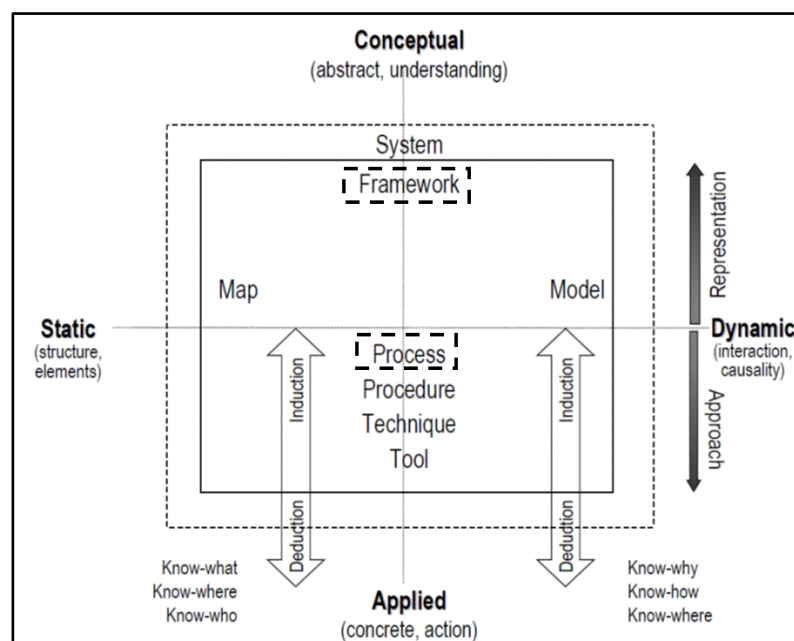 Conceptual
(abstract, understanding)
System
Framework
Representation
Map
Model
Static
(structure,
elements)
Dynamic
(interaction,
causality)
Process
Procedure
Technique
Tool
Induction
Induction
Approach
Deduction
Deduction
Know-what
Know-where
Know-who
Know-why
Know-how
Know-where
Applied
(concrete, action)